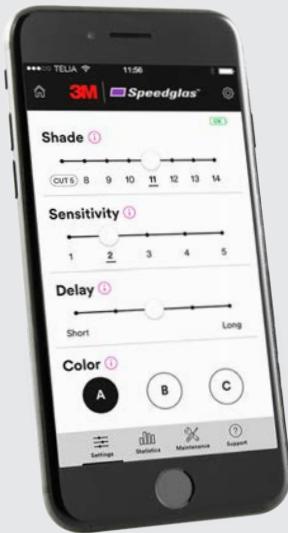 TELIA 11:56
3M Speedglas™
OK
Shade
CUT 5 8 9 10 11 12 13 14
Sensitivity
1 2 3 4 5
Delay
Short Long
Color
A B C
Settings Statistics Maintenance Support